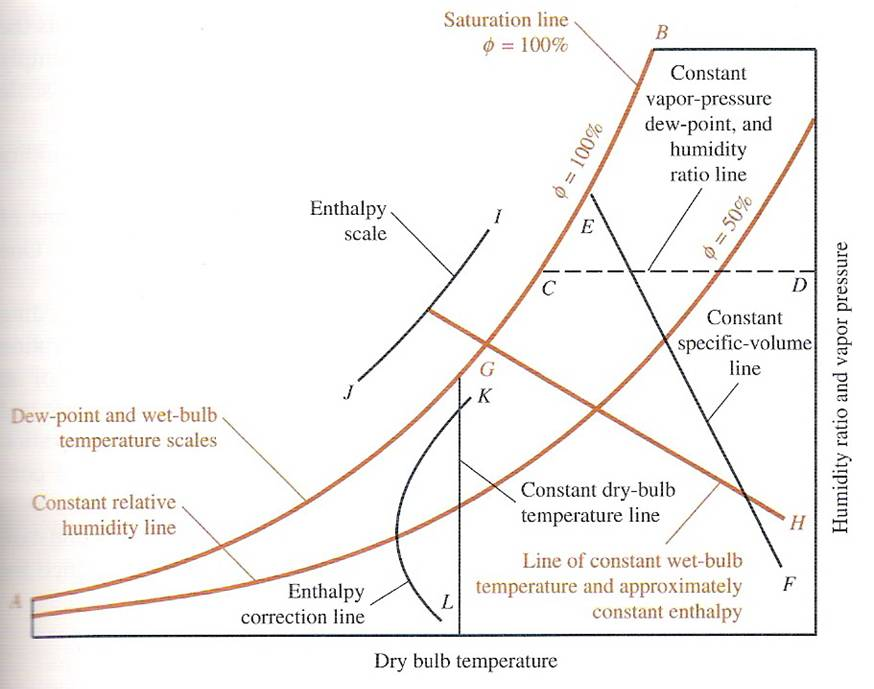 Saturation line
ϕ = 100%
B
Constant
vapor-pressure
dew-point, and
humidity
ratio line
ϕ = 100%
ϕ = 50%
Enthalpy
scale
I
E
C
D
Constant
specific-volume
line
J
G
K
Dew-point and wet-bulb
temperature scales
Constant relative
humidity line
Constant dry-bulb
temperature line
H
Line of constant wet-bulb
temperature and approximately
constant enthalpy
F
A
Enthalpy
correction line
L
Dry bulb temperature
Humidity ratio and vapor pressure